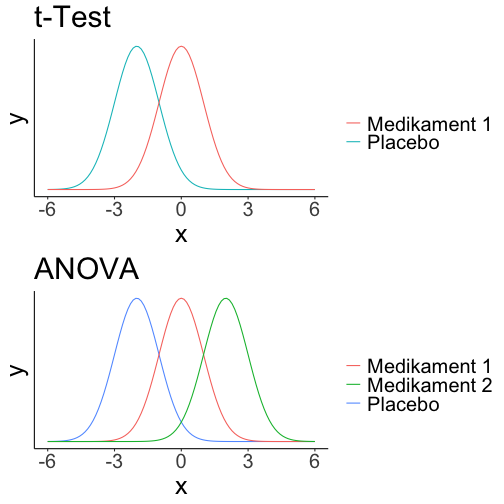 t-Test
y
Medikament 1
Placebo
-6 -3 0 3 6
x
ANOVA
y
Medikament 1
Medikament 2
Placebo
-6 -3 0 3 6
x